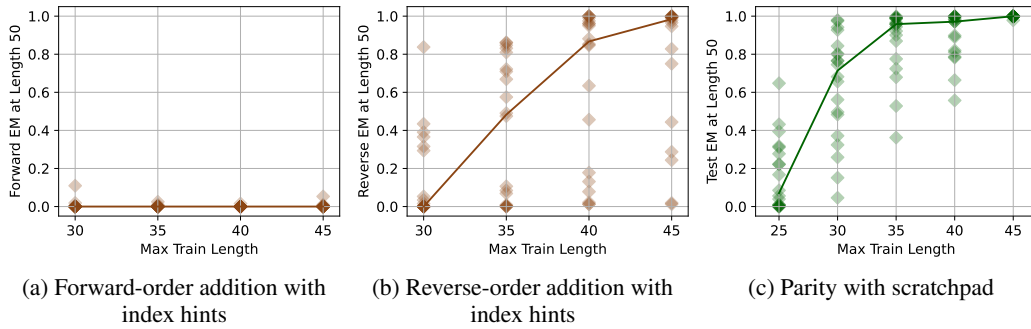 1.0
0.8
0.6
0.4
0.2
0.0
Forward EM at Length 50
30
35
40
45
Max Train Length
(a) Forward-order addition with
index hints
1.0
0.8
0.6
0.4
0.2
0.0
Reverse EM at Length 50
30
35
40
45
Max Train Length
(b) Reverse-order addition with
index hints
1.0
0.8
0.6
0.4
0.2
0.0
Test EM at Length 50
25
30
35
40
45
Max Train Length
(c) Parity with scratchpad